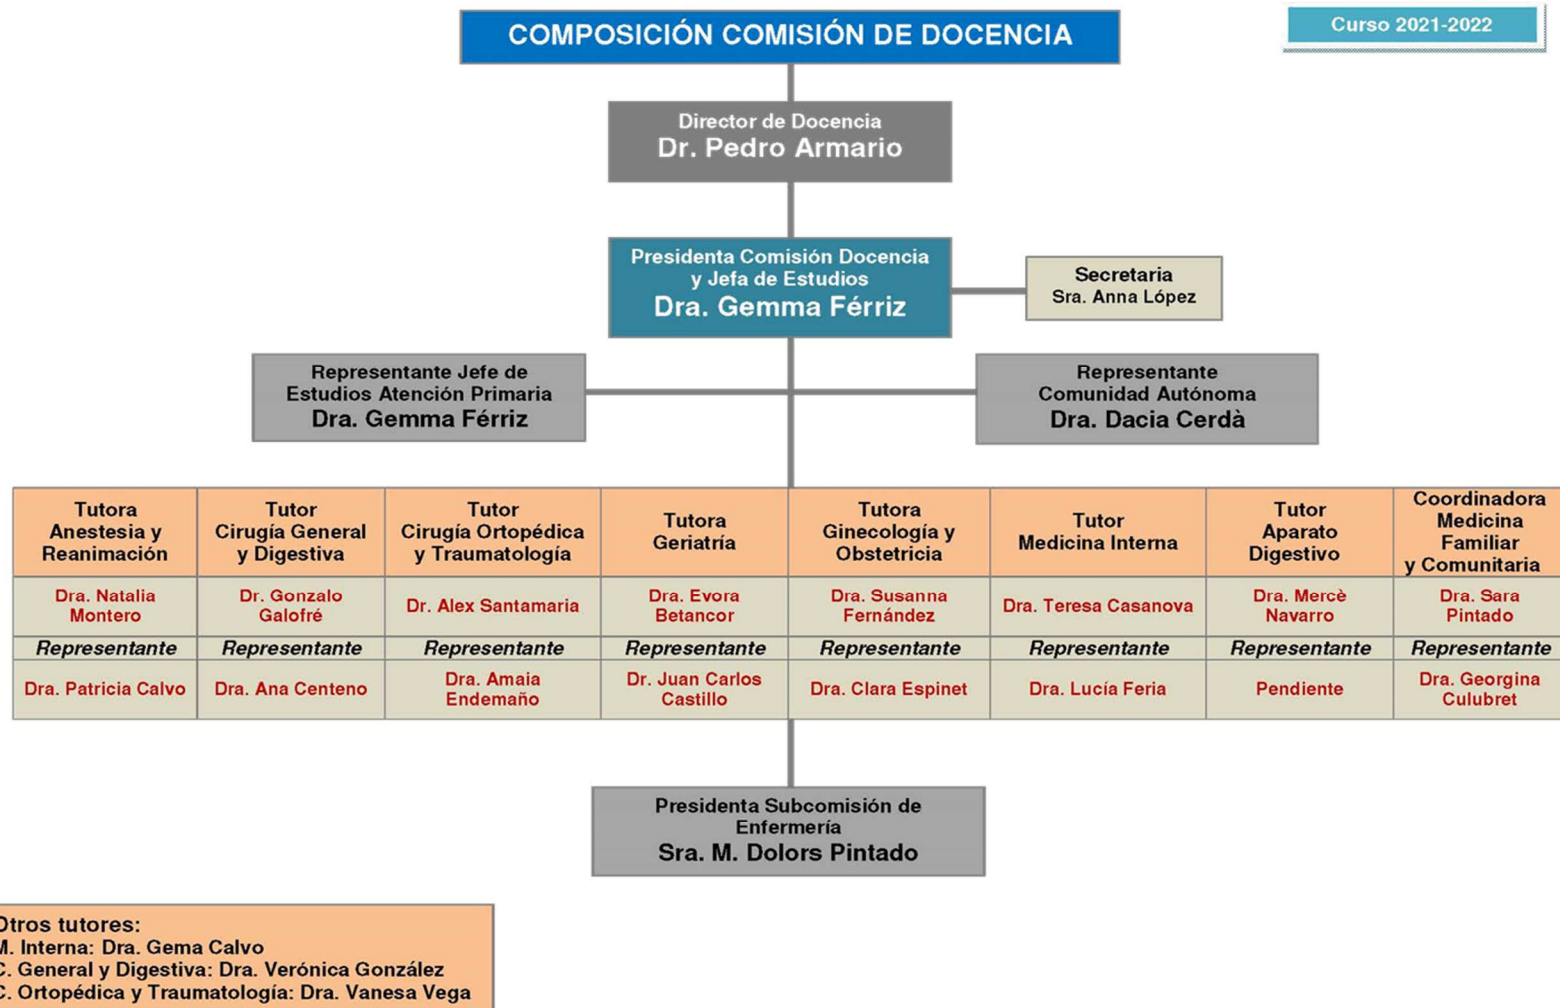 COMPOSICIÓN COMISIÓN DE DOCENCIA
Curso 2021-2022
Director de Docencia
Dr. Pedro Armario
Presidenta Comisión Docencia
y Jefa de Estudios
Dra. Gemma Férriz
Secretaria
Sra. Anna López
Representante Jefe de
Estudios Atención Primaria
Dra. Gemma Férriz
Representante
Comunidad Autónoma
Dra. Dacia Cerdà
Tutora
Anestesia y
Reanimación
Tutor
Cirugía General
y Digestiva
Tutor
Cirugía Ortopédica
y Traumatología
Tutora
Geriatría
Tutora
Ginecología y
Obstetricia
Tutor
Medicina Interna
Tutor
Aparato
Digestivo
Coordinadora
Medicina
Familiar
y Comunitaria
Dra. Natalia
Montero
Dr. Gonzalo
Galofré
Dr. Alex Santamaria
Dra. Evora
Betancor
Dra. Susanna
Fernández
Dra. Teresa Casanova
Dra. Mercè
Navarro
Dra. Sara
Pintado
Representante
Representante
Representante
Representante
Representante
Representante
Representante
Representante
Dra. Patricia Calvo
Dra. Ana Centeno
Dra. Amaia
Endemaño
Dr. Juan Carlos
Castillo
Dra. Clara Espinet
Dra. Lucía Feria
Pendiente
Dra. Georgina
Culubret
Presidenta Subcomisión de
Enfermería
Sra. M. Dolors Pintado
Otros tutores:
M. Interna: Dra. Gema Calvo
C. General y Digestiva: Dra. Verónica González
C. Ortopédica y Traumatología: Dra. Vanesa Vega